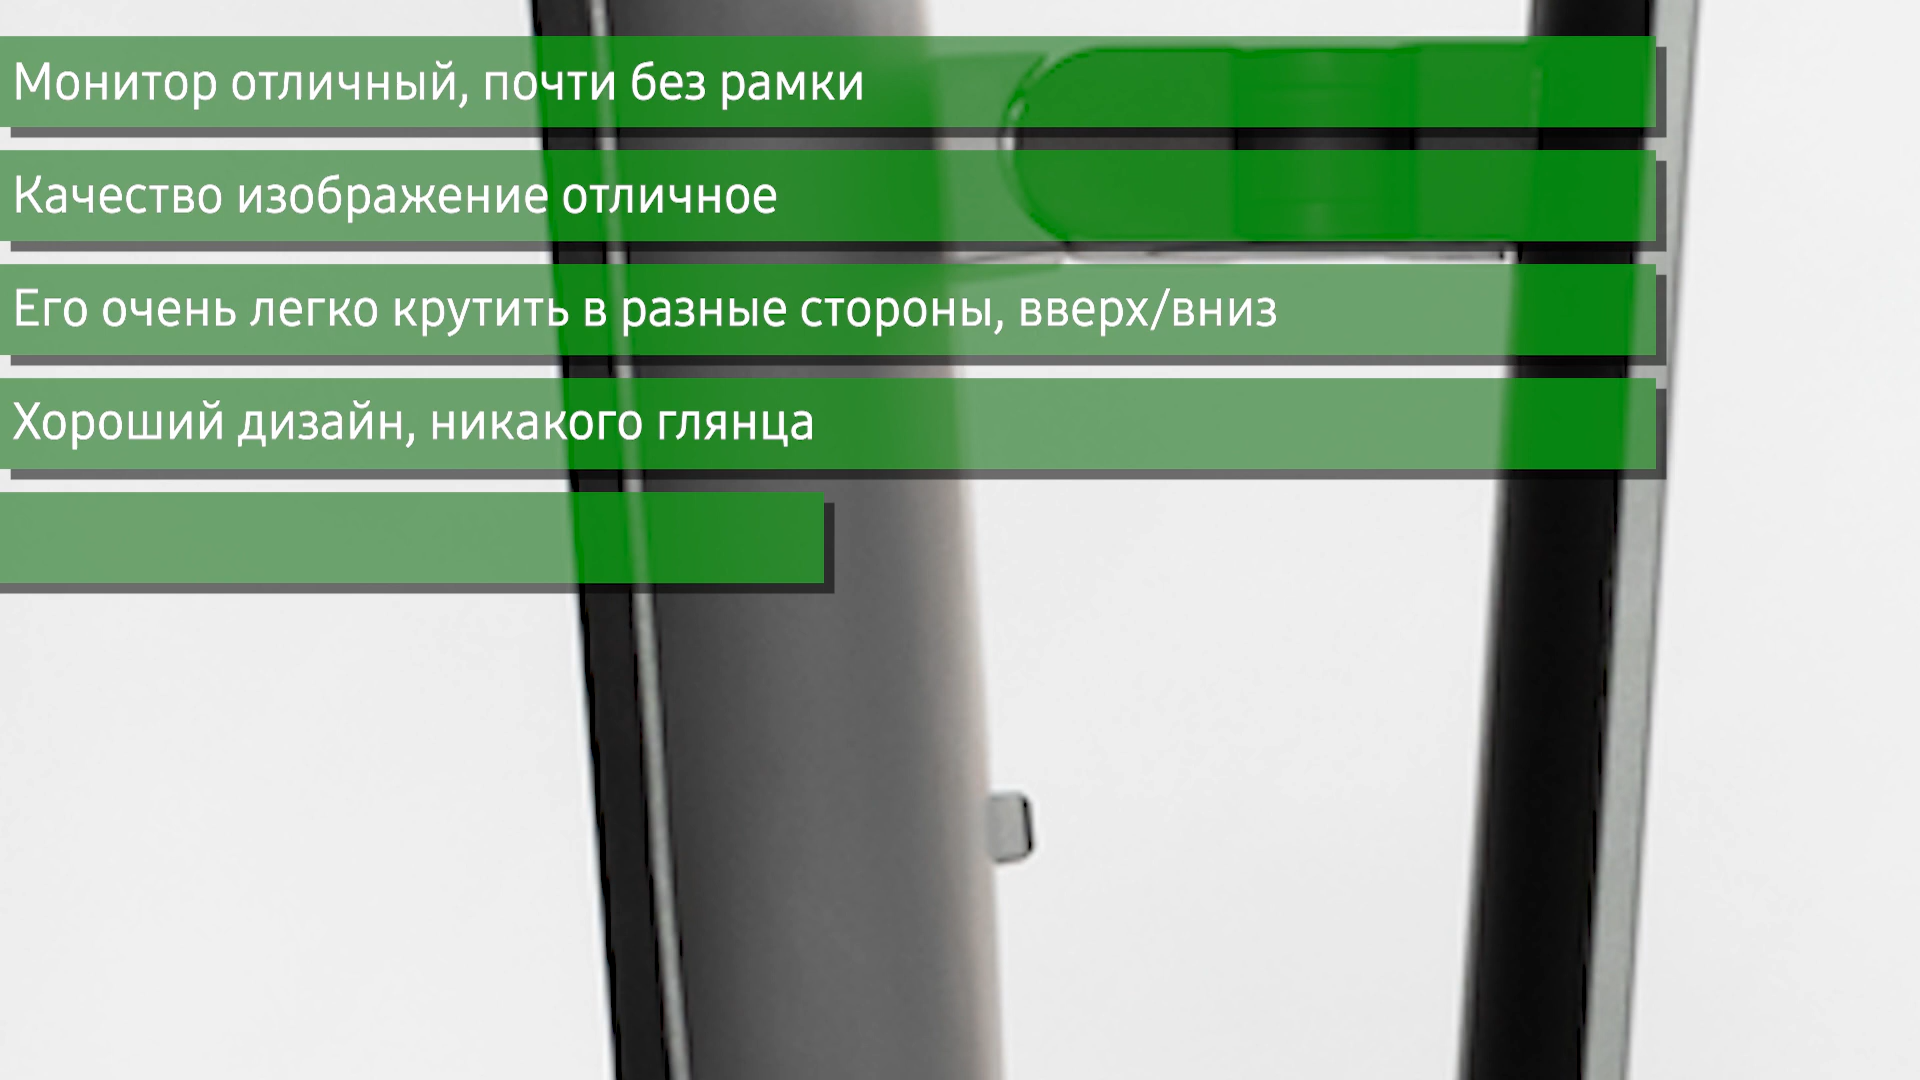 Монитор отличный, почти без рамки
Качество изображение отличное
Его очень легко крутить в разные стороны, вверх/вниз
Хороший дизайн, никакого глянца